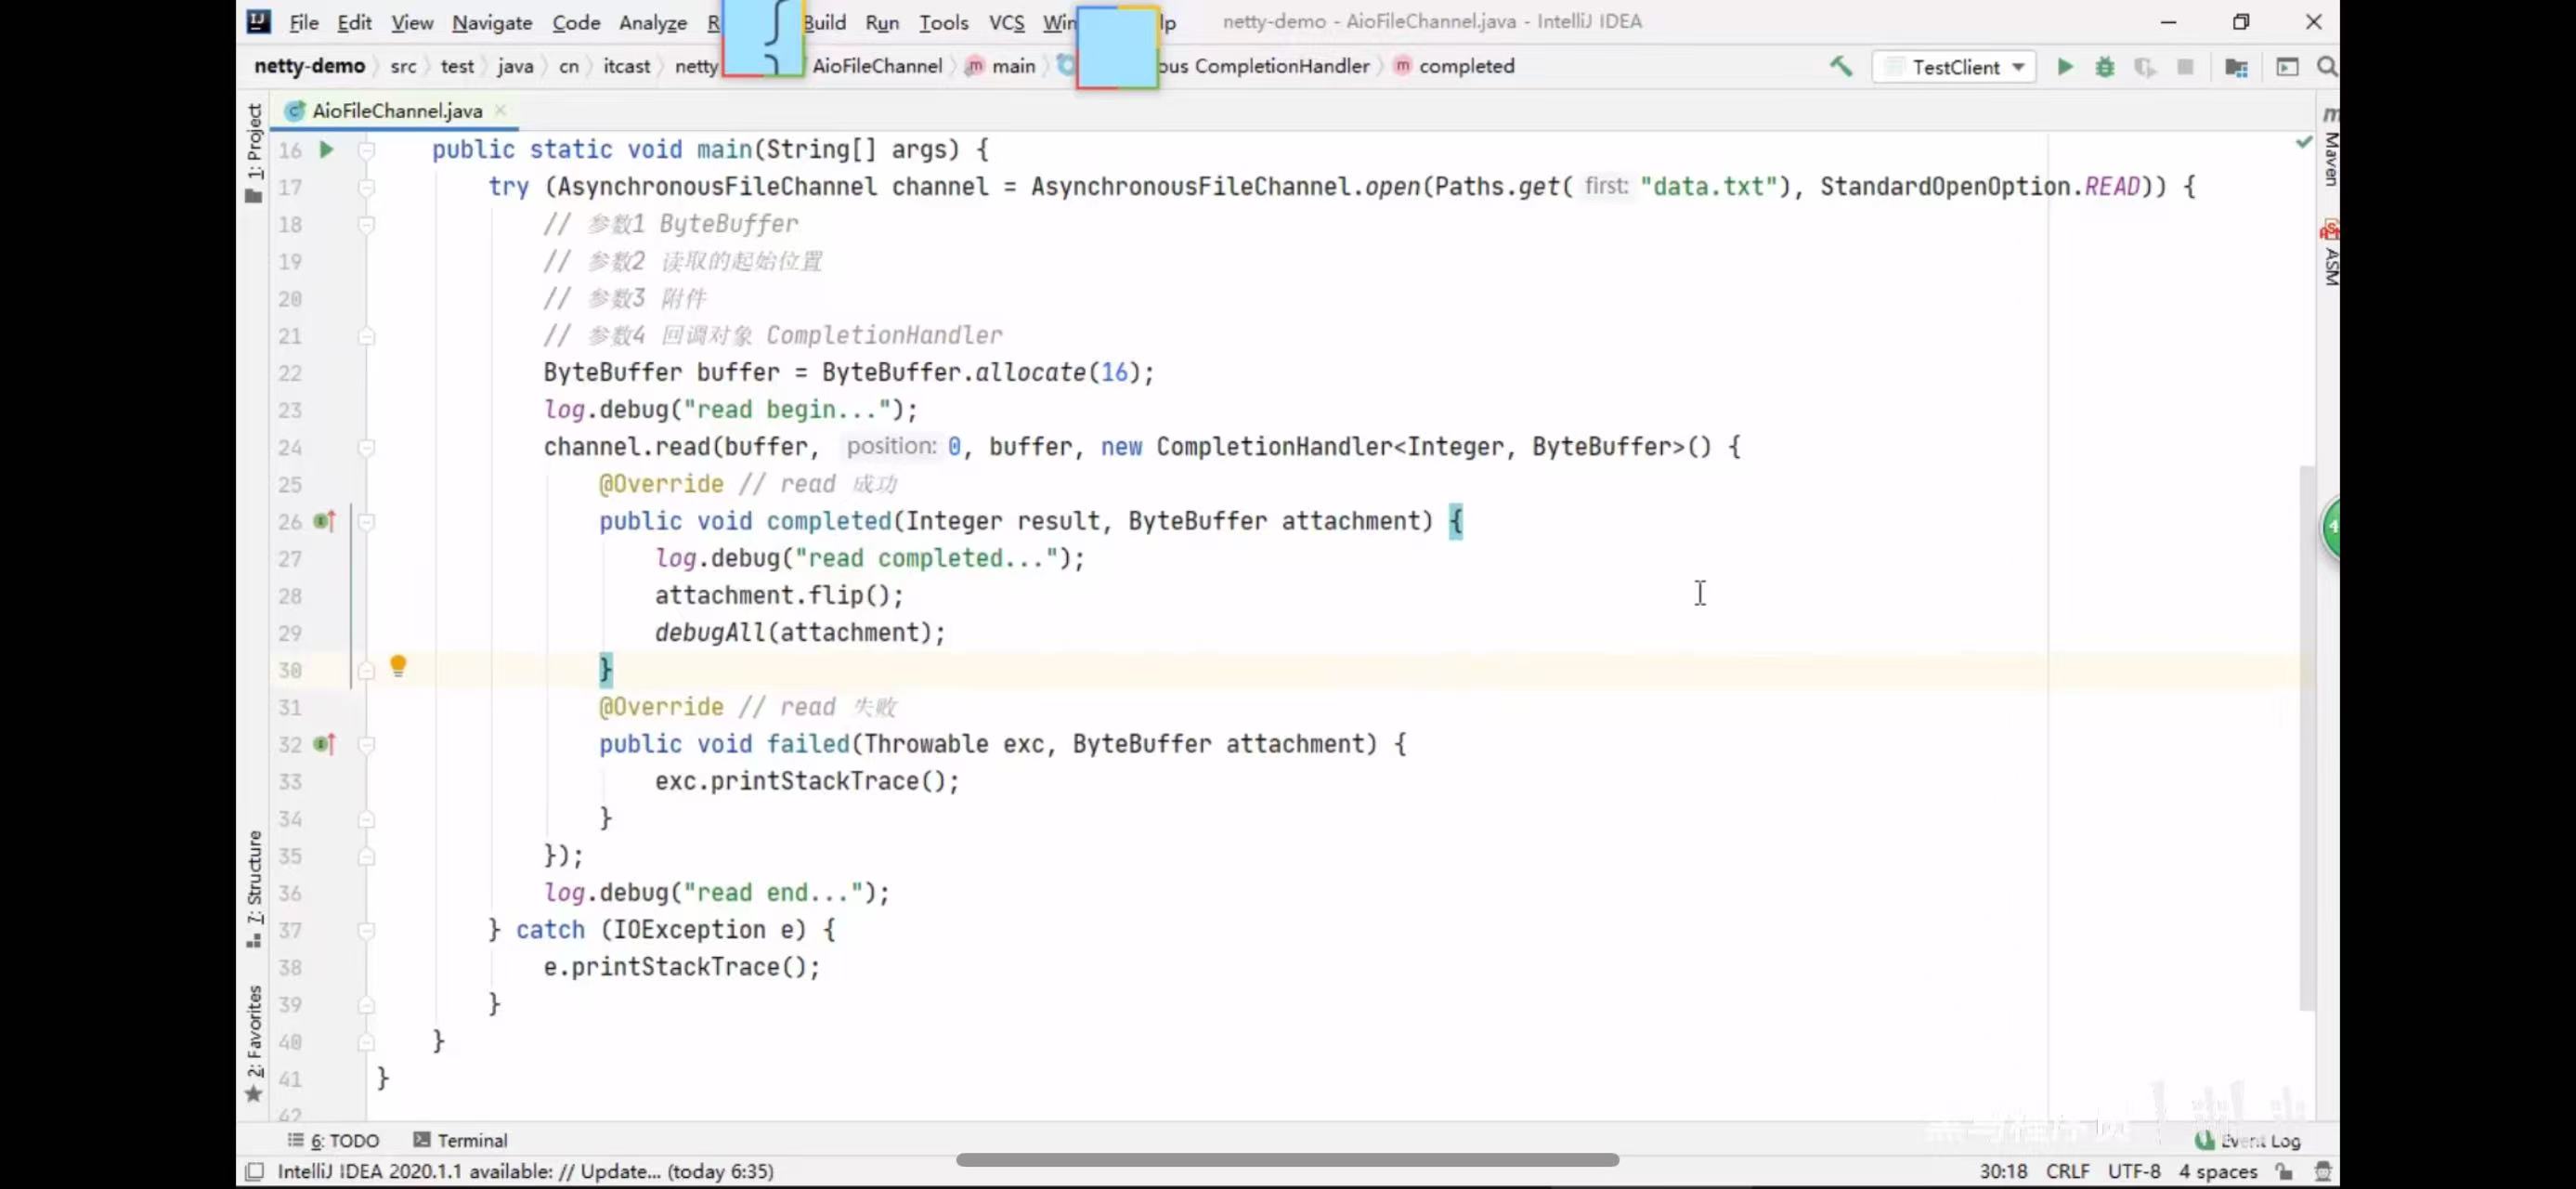 File Edit View Navigate Code Analyze Build Run Tools VCS netty-demo - AioFileChannel.java - IntelliJ IDEA
netty-demo src test java cn itcast netty AioFileChannel main CompletionHandler completed TestClient
AioFileChannel.java
1: Project
7: Structure
2: Favorites
Maven
ASM
16 public static void main(String[] args) {
17 try (AsynchronousFileChannel channel = AsynchronousFileChannel.open(Paths.get( first: "data.txt"), StandardOpenOption.READ)) {
18 // 参数1 ByteBuffer
19 // 参数2 读取的起始位置
20 // 参数3 附件
21 // 参数4 回调对象 CompletionHandler
22 ByteBuffer buffer = ByteBuffer.allocate(16);
23 log.debug("read begin...");
24 channel.read(buffer, position: 0, buffer, new CompletionHandler<Integer, ByteBuffer>() {
25 @Override // read 成功
26 public void completed(Integer result, ByteBuffer attachment) {
27 log.debug("read completed...");
28 attachment.flip();
29 debugAll(attachment);
30 }
31 @Override // read 失败
32 public void failed(Throwable exc, ByteBuffer attachment) {
33 exc.printStackTrace();
34 }
35 });
36 log.debug("read end...");
37 } catch (IOException e) {
38 e.printStackTrace();
39 }
40 }
41 }
42
6: TODO Terminal Event Log
IntelliJ IDEA 2020.1.1 available: // Update... (today 6:35) 30:18 CRLF UTF-8 4 spaces